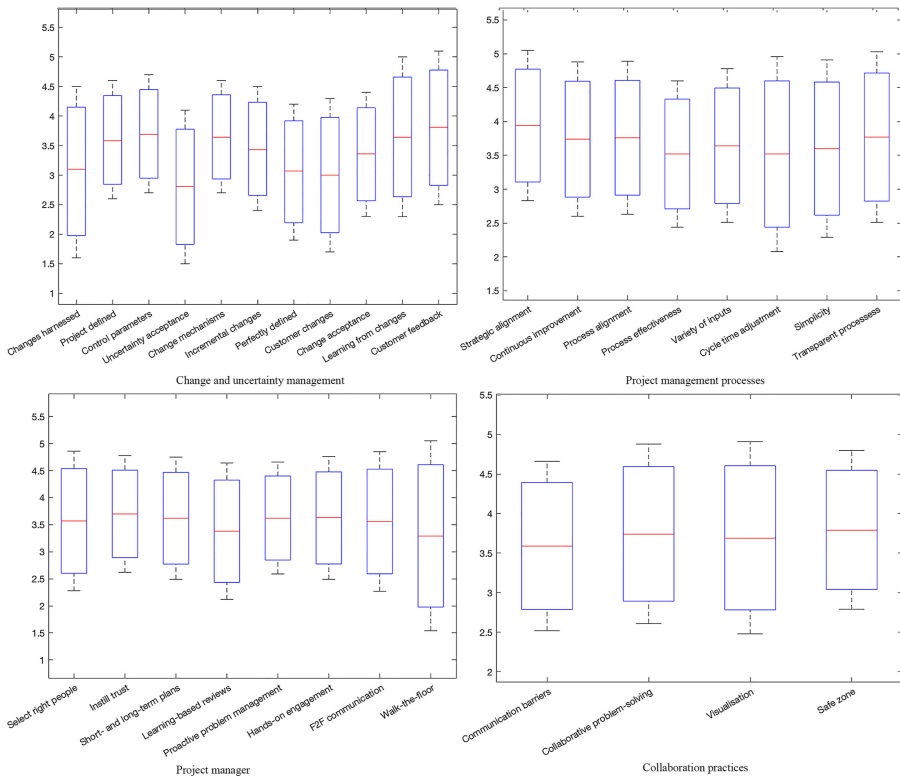 5.5
5
4.5
4
3.5
3
2.5
2
1.5
1
Changes harnessed
Project defined
Control parameters
Uncertainty acceptance
Change mechanisms
Incremental changes
Perfectly defined
Customer changes
Change acceptance
Learning from changes
Customer feedback
Change and uncertainty management
5.5
5
4.5
4
3.5
3
2.5
2
1.5
Strategic alignment
Continuous improvement
Process alignment
Process effectiveness
Variety of inputs
Cycle time adjustment
Simplicity
Transparent processess
Project management processes
5.5
5
4.5
4
3.5
3
2.5
2
1.5
1
Select right people
Instill trust
Short- and long-term plans
Learning-based reviews
Proactive problem management
Hands-on engagement
F2F communication
Walk-the-floor
Project manager
5.5
5
4.5
4
3.5
3
2.5
2
Communication barriers
Collaborative problem-solving
Visualisation
Safe zone
Collaboration practices